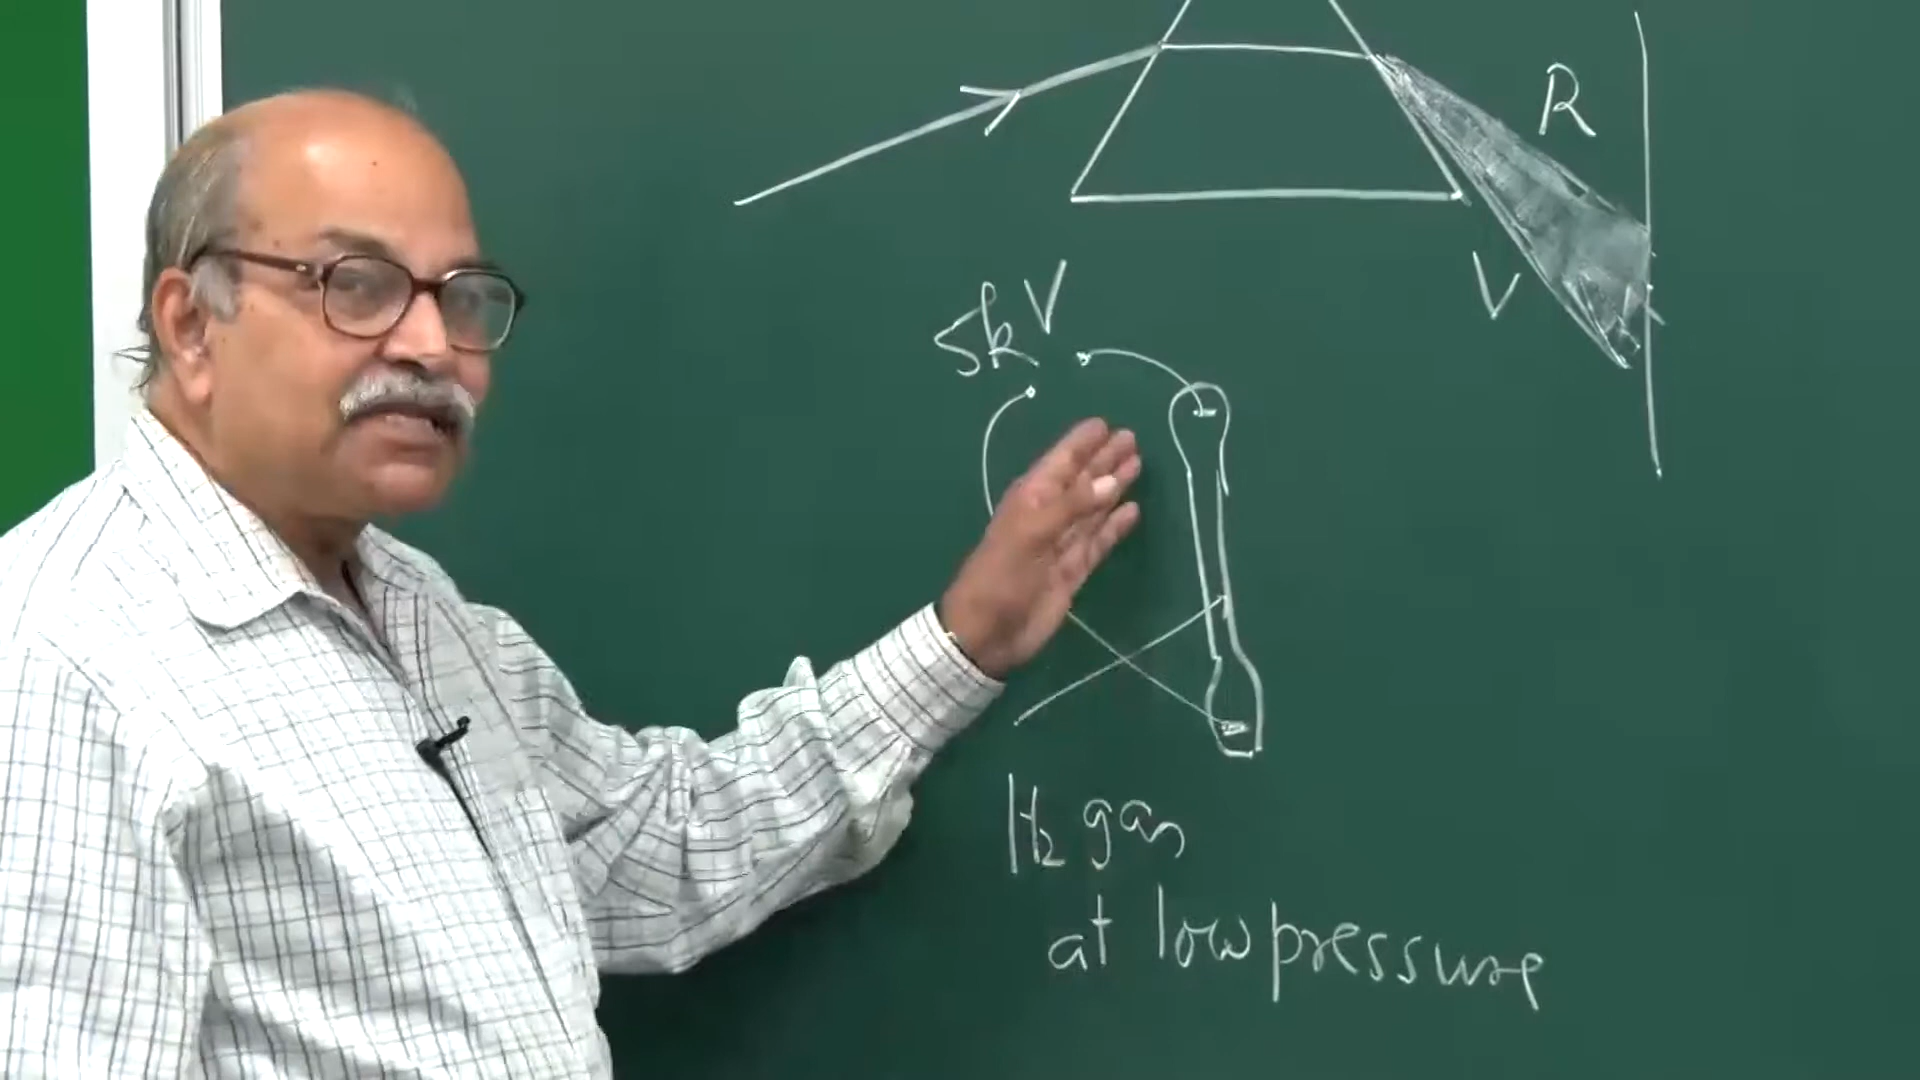 R
V
5kV
H₂ gas
at low pressure